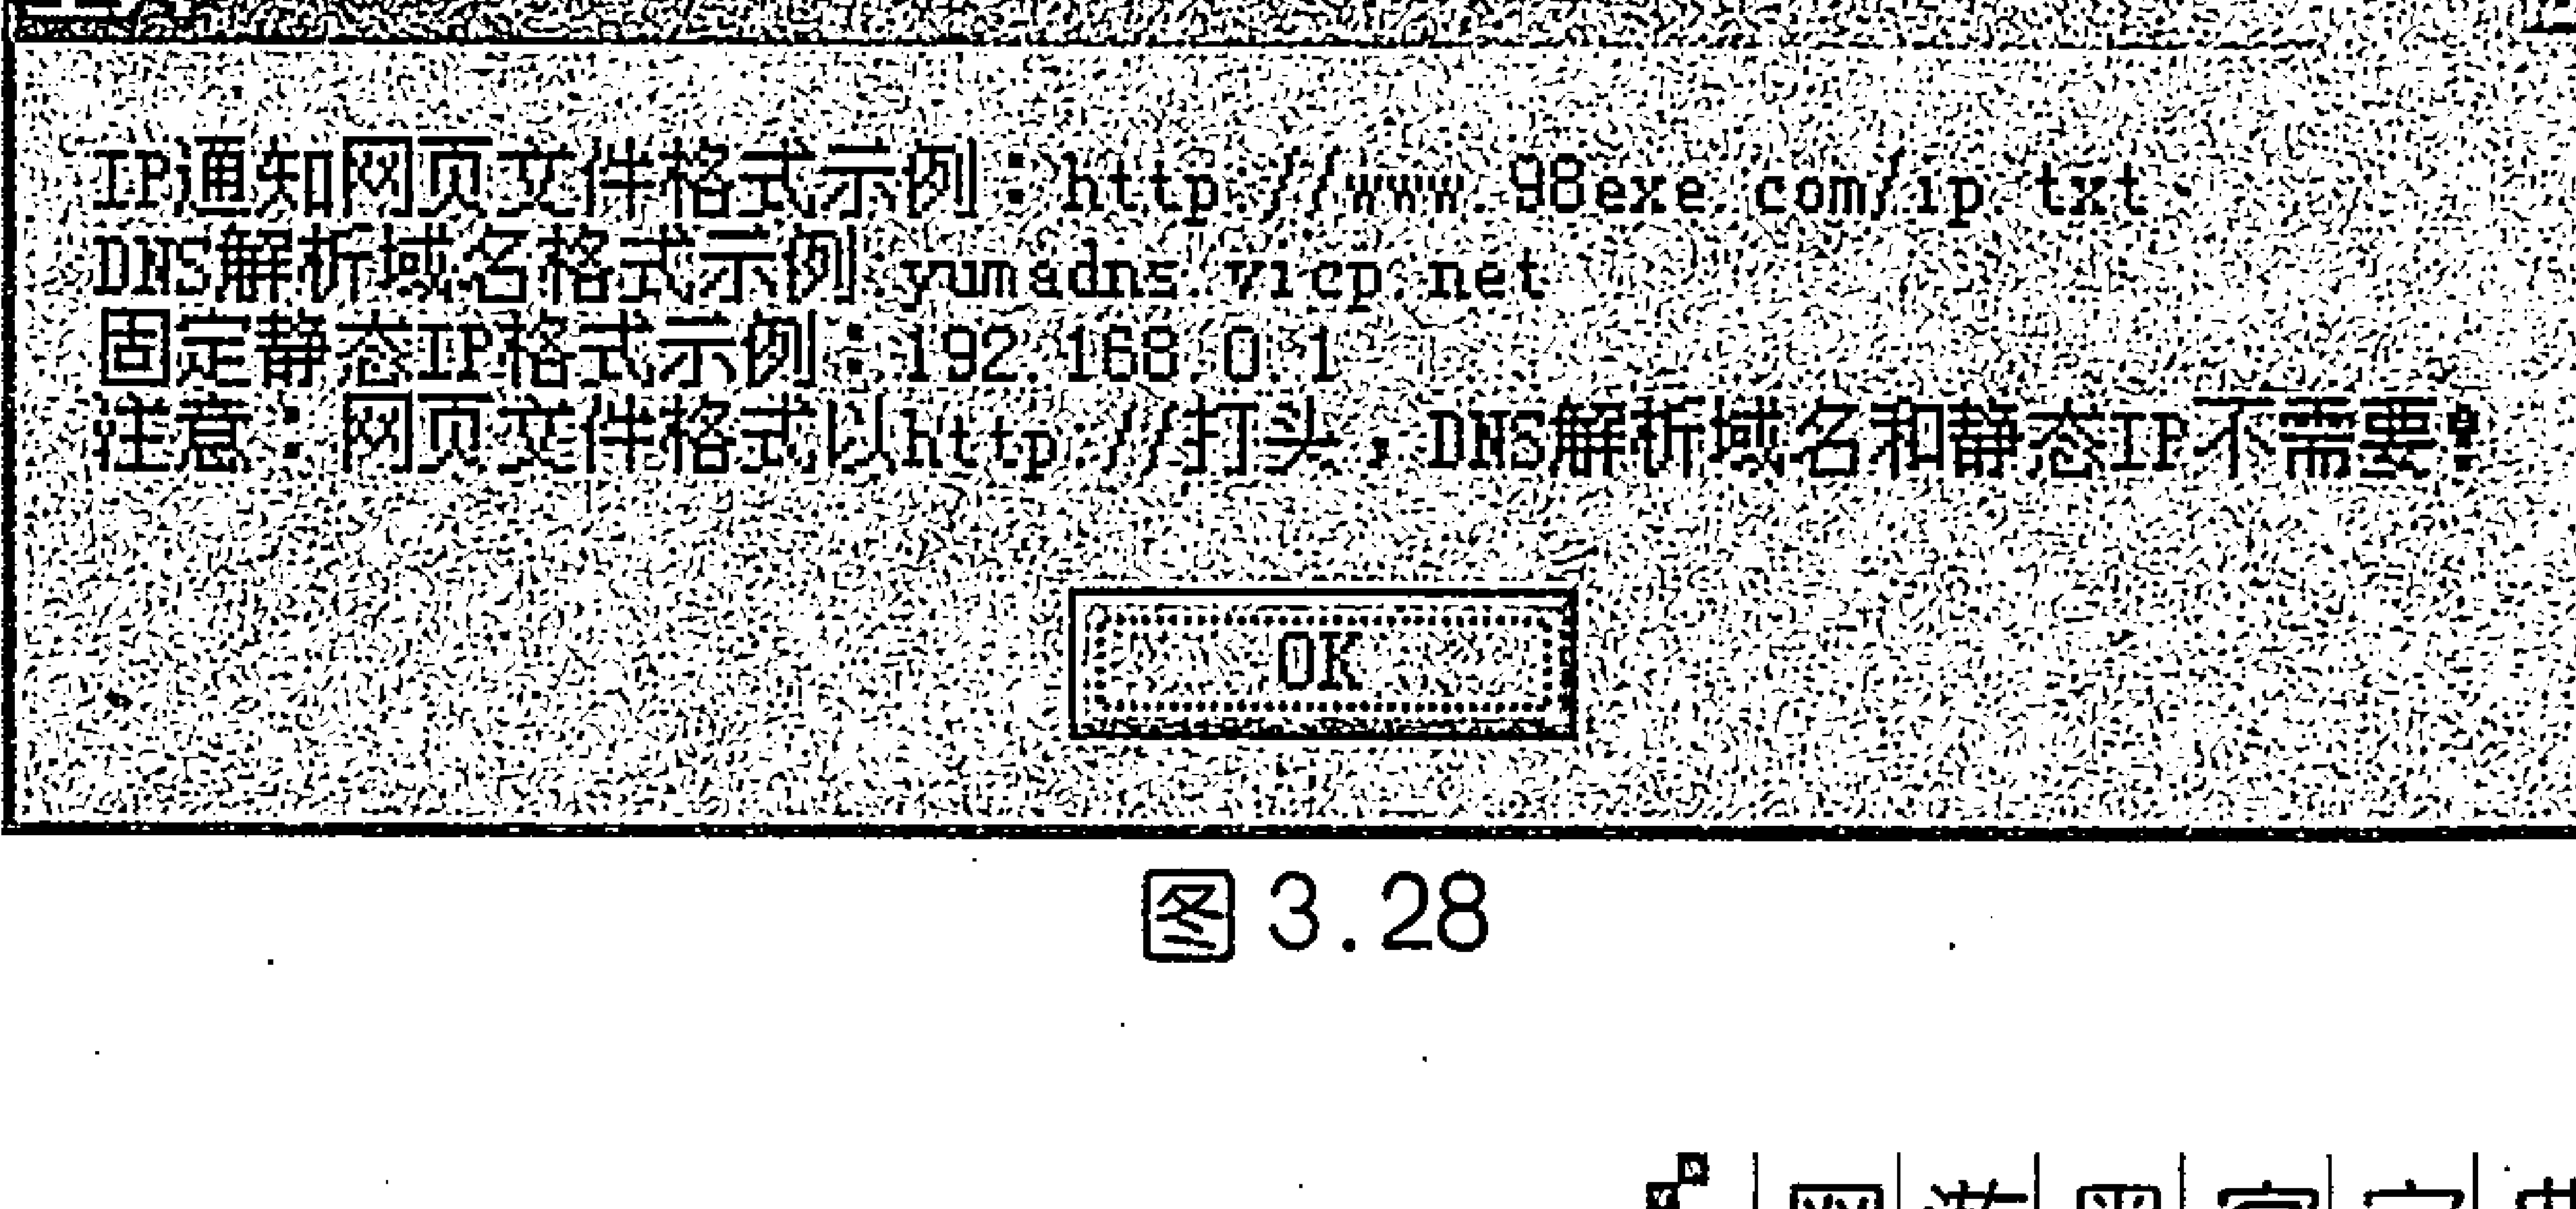 IP通知网页文件格式示例：http://www.98exe.com/ip.txt
DNS解析域名格式示例:yumadns.vicp.net
固定静态IP格式示例：192.168.0.1
注意：网页文件格式以http://打头，DNS解析域名和静态IP不需要!
OK
图 3.28